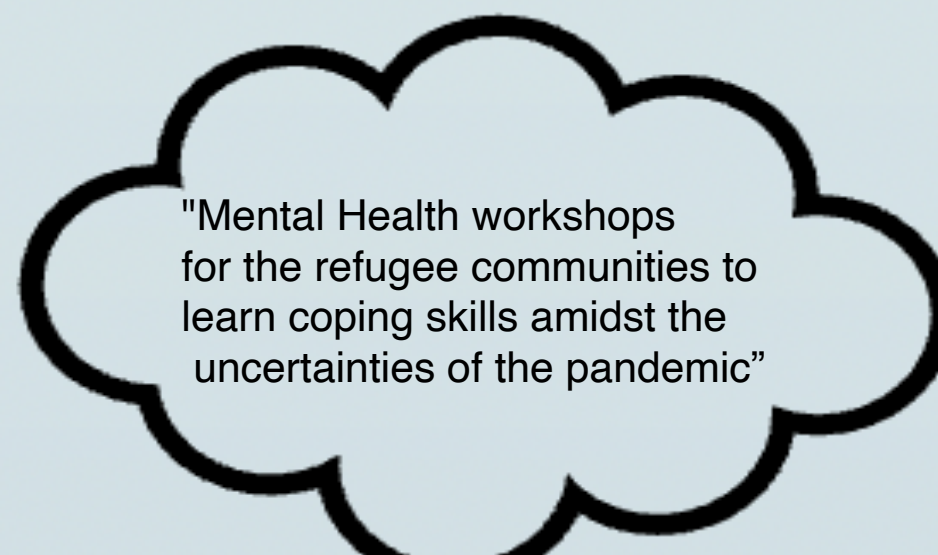 "Mental Health workshops
for the refugee communities to
learn coping skills amidst the
uncertainties of the pandemic”